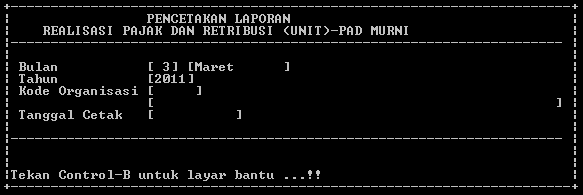 PENCETAKAN LAPORAN
REALISASI PAJAK DAN RETRIBUSI (UNIT)-PAD MURNI
Bulan [ 3] [Maret ]
Tahun [2011]
Kode Organisasi [ ]
[ ]
Tanggal Cetak [ ]
Tekan Control-B untuk layar bantu ...!!